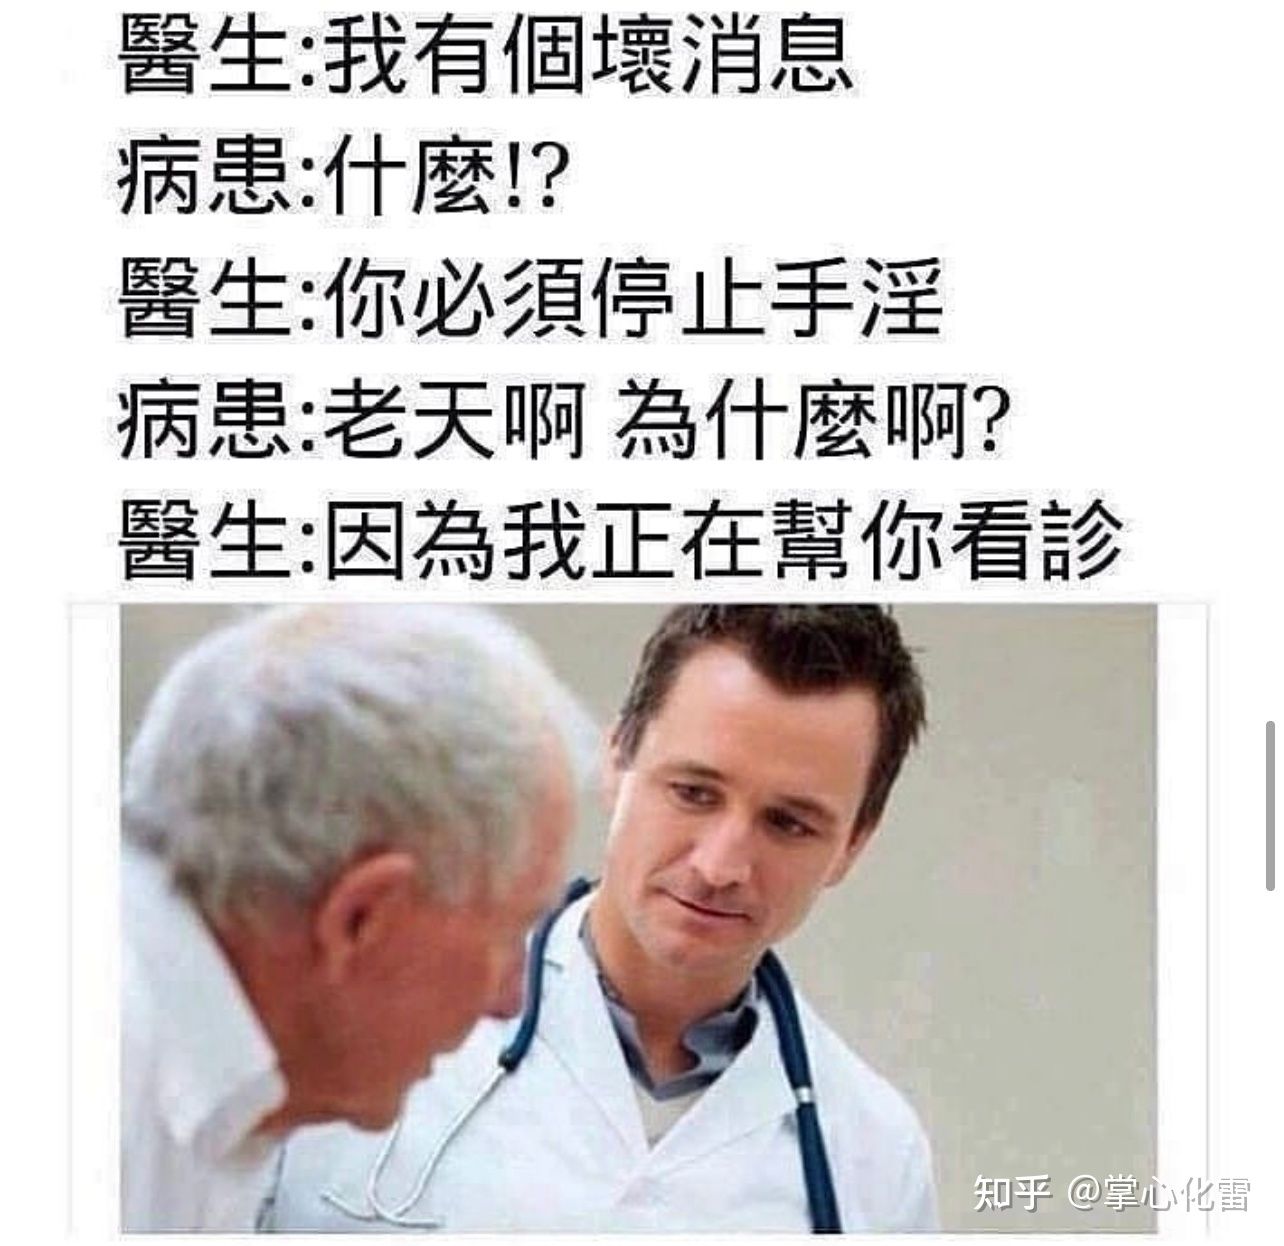 醫生:我有個壞消息
病患:什麼!?
醫生:你必須停止手淫
病患:老天啊 為什麼啊?
醫生:因為我正在幫你看診
知乎 @掌心化雷